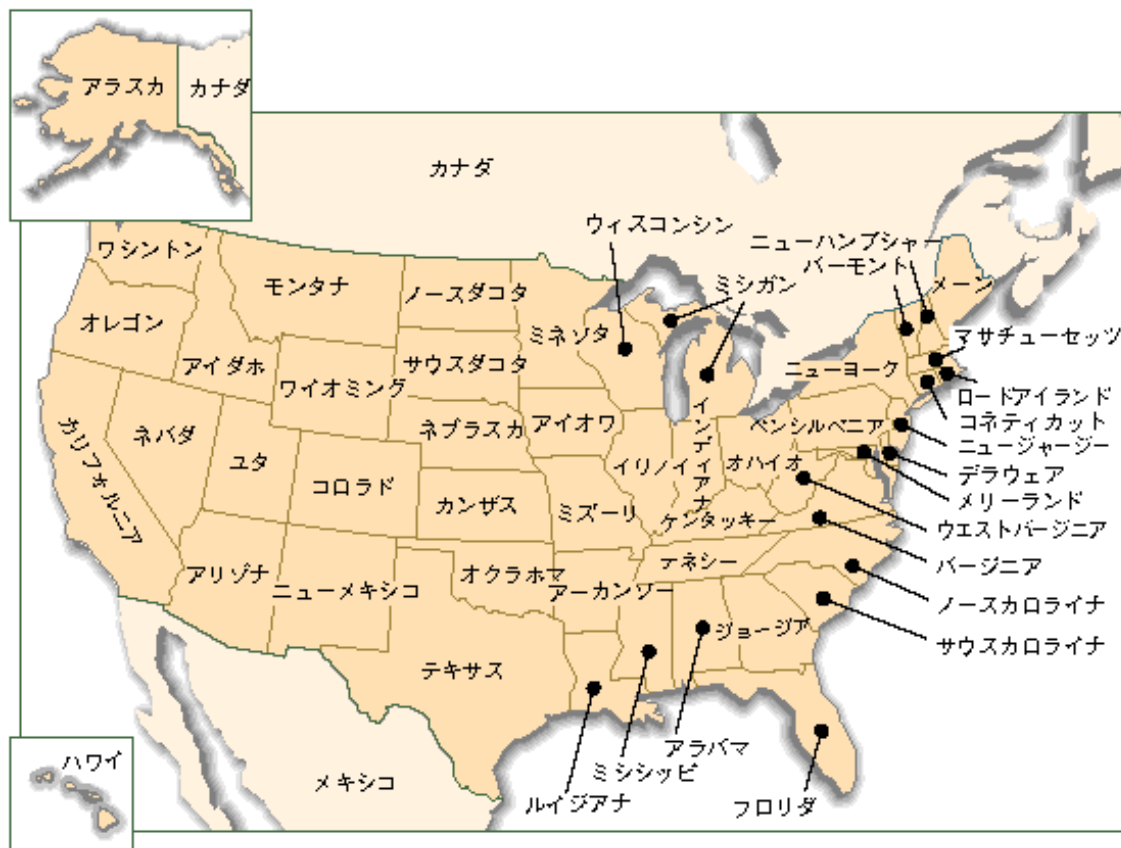 アラスカ
カナダ
カナダ
ワシントン
モンタナ
ノースダコタ
ウィスコンシン
ミシガン
ニューハンプシャー
バーモント
メーン
オレゴン
アイダホ
サウスダコタ
ミネソタ
マサチューセッツ
ワイオミング
ニューヨーク
ロードアイランド
コネティカット
カリフォルニア
ネバダ
ユタ
ネブラスカ
アイオワ
インディアナ
ペンシルベニア
ニュージャージー
コロラド
カンザス
イリノイ
オハイオ
デラウェア
メリーランド
ミズーリ
ケンタッキー
ウエストバージニア
アリゾナ
ニューメキシコ
オクラホマ
アーカンソー
テネシー
バージニア
ノースカロライナ
ジョージア
サウスカロライナ
テキサス
アラバマ
ミシシッピ
ルイジアナ
フロリダ
ハワイ
メキシコ